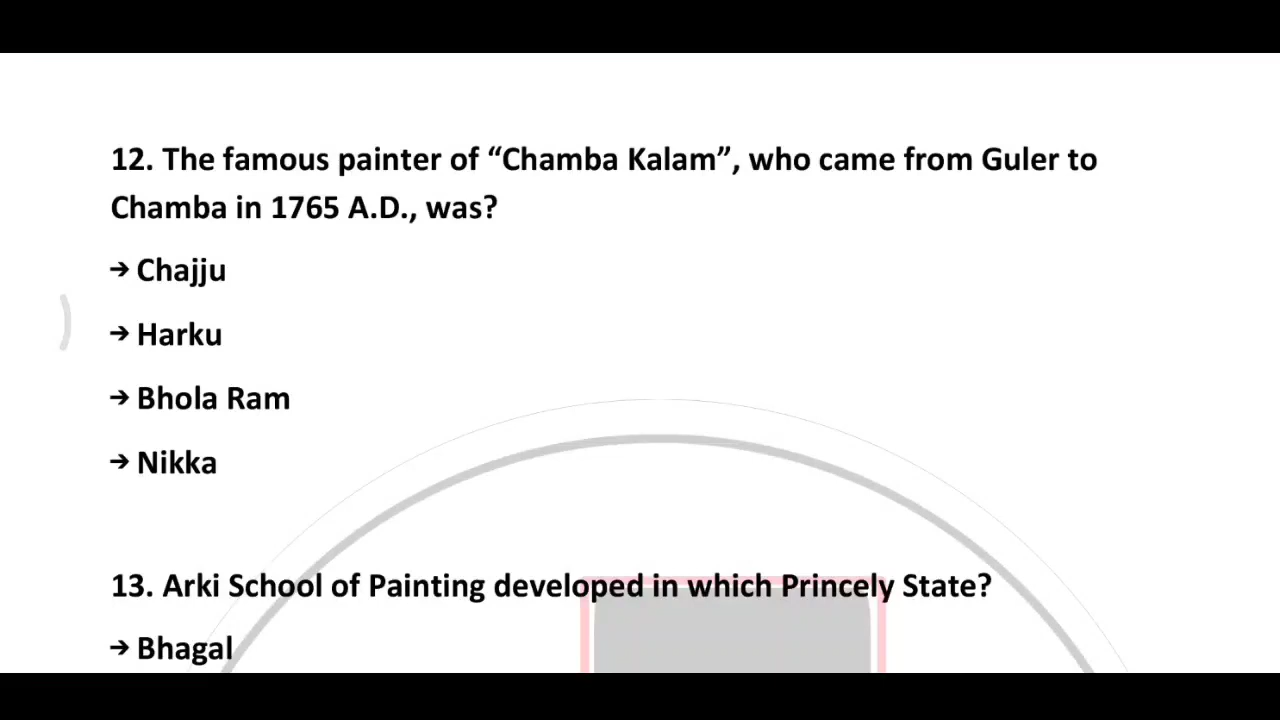 12. The famous painter of “Chamba Kalam”, who came from Guler to
Chamba in 1765 A.D., was?
→ Chajju
→ Harku
→ Bhola Ram
→ Nikka
13. Arki School of Painting developed in which Princely State?
→ Bhagal